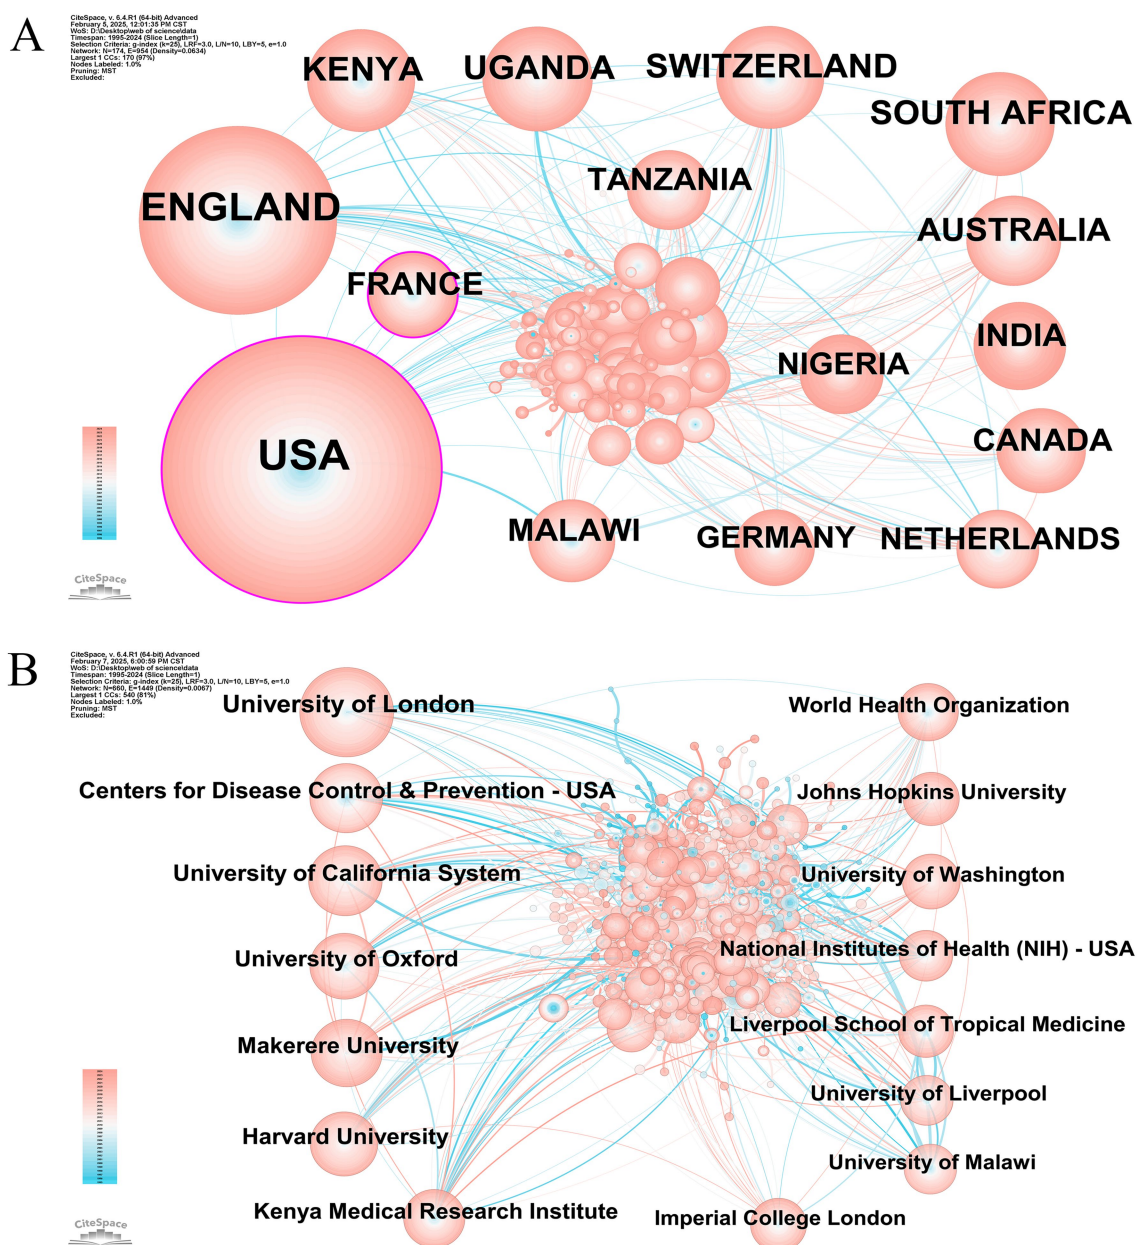 A
CiteSpace, v. 6.4.R1 (64-bit) Advanced
February 5, 2025, 12:01:35 PM CST
WoS: D:\Desktop\web of science\data
Timespan: 1995-2024 (Slice Length=1)
Selection Criteria: g-index (k=25), LRF=3.0, L/N=10, LBY=5, e=1.0
Network: N=174, E=954 (Density=0.0634)
Largest 1 CCs: 170 (97%)
Nodes Labeled: 1.0%
Pruning: MST
Excluded:
KENYA
UGANDA
SWITZERLAND
SOUTH AFRICA
TANZANIA
ENGLAND
AUSTRALIA
FRANCE
INDIA
NIGERIA
USA
CANADA
MALAWI
GERMANY
NETHERLANDS
CiteSpace
B
CiteSpace, v. 6.4.R1 (64-bit) Advanced
February 7, 2025, 6:00:59 PM CST
WoS: D:\Desktop\web of science\data
Timespan: 1995-2024 (Slice Length=1)
Selection Criteria: g-index (k=25), LRF=3.0, L/N=10, LBY=5, e=1.0
Network: N=660, E=1449 (Density=0.0067)
Largest 1 CCs: 540 (81%)
Nodes Labeled: 1.0%
Pruning: MST
Excluded:
University of London
World Health Organization
Centers for Disease Control & Prevention - USA
Johns Hopkins University
University of California System
University of Washington
University of Oxford
National Institutes of Health (NIH) - USA
Makerere University
Liverpool School of Tropical Medicine
University of Liverpool
Harvard University
University of Malawi
Kenya Medical Research Institute
Imperial College London
CiteSpace